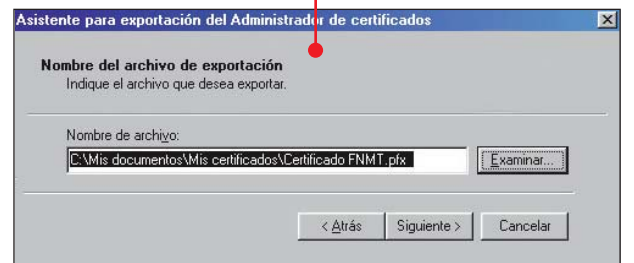 Asistente para exportación del Administrador de certificados
Nombre del archivo de exportación
Indique el archivo que desea exportar.
Nombre de archivo:
C:\Mis documentos\Mis certificados\Certificado FNMT.pfx
Examinar...
< Atrás
Siguiente >
Cancelar